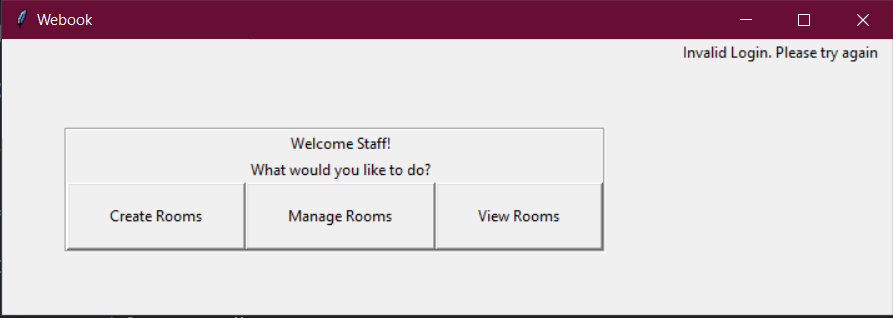 Webook
Invalid Login. Please try again
Welcome Staff!
What would you like to do?
Create Rooms
Manage Rooms
View Rooms